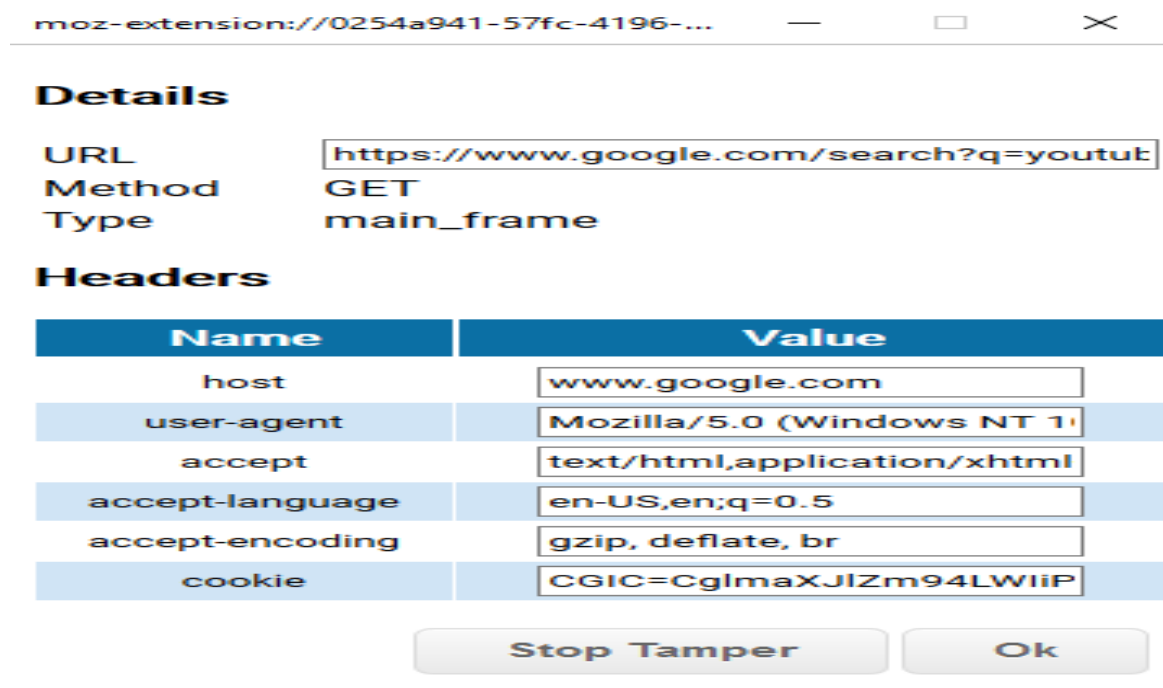 moz-extension://0254a941-57fc-4196-...
Details
URL https://www.google.com/search?q=youtub
Method GET
Type main_frame
Headers
Name Value
host www.google.com
user-agent Mozilla/5.0 (Windows NT 1
accept text/html,application/xhtml
accept-language en-US,en;q=0.5
accept-encoding gzip, deflate, br
cookie CGIC=CglmaXJlZm94LWIiP
Stop Tamper Ok